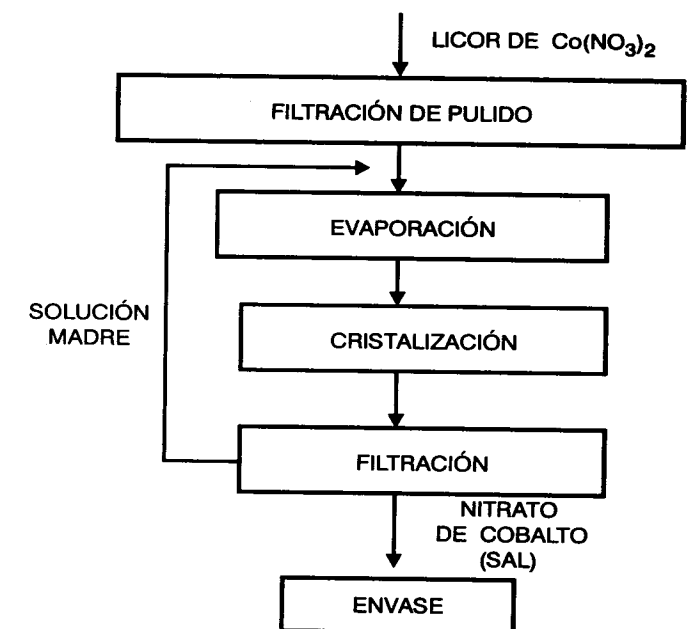 LICOR DE Co(NO₃)₂
FILTRACIÓN DE PULIDO
EVAPORACIÓN
SOLUCIÓN
MADRE
CRISTALIZACIÓN
FILTRACIÓN
NITRATO
DE COBALTO
(SAL)
ENVASE